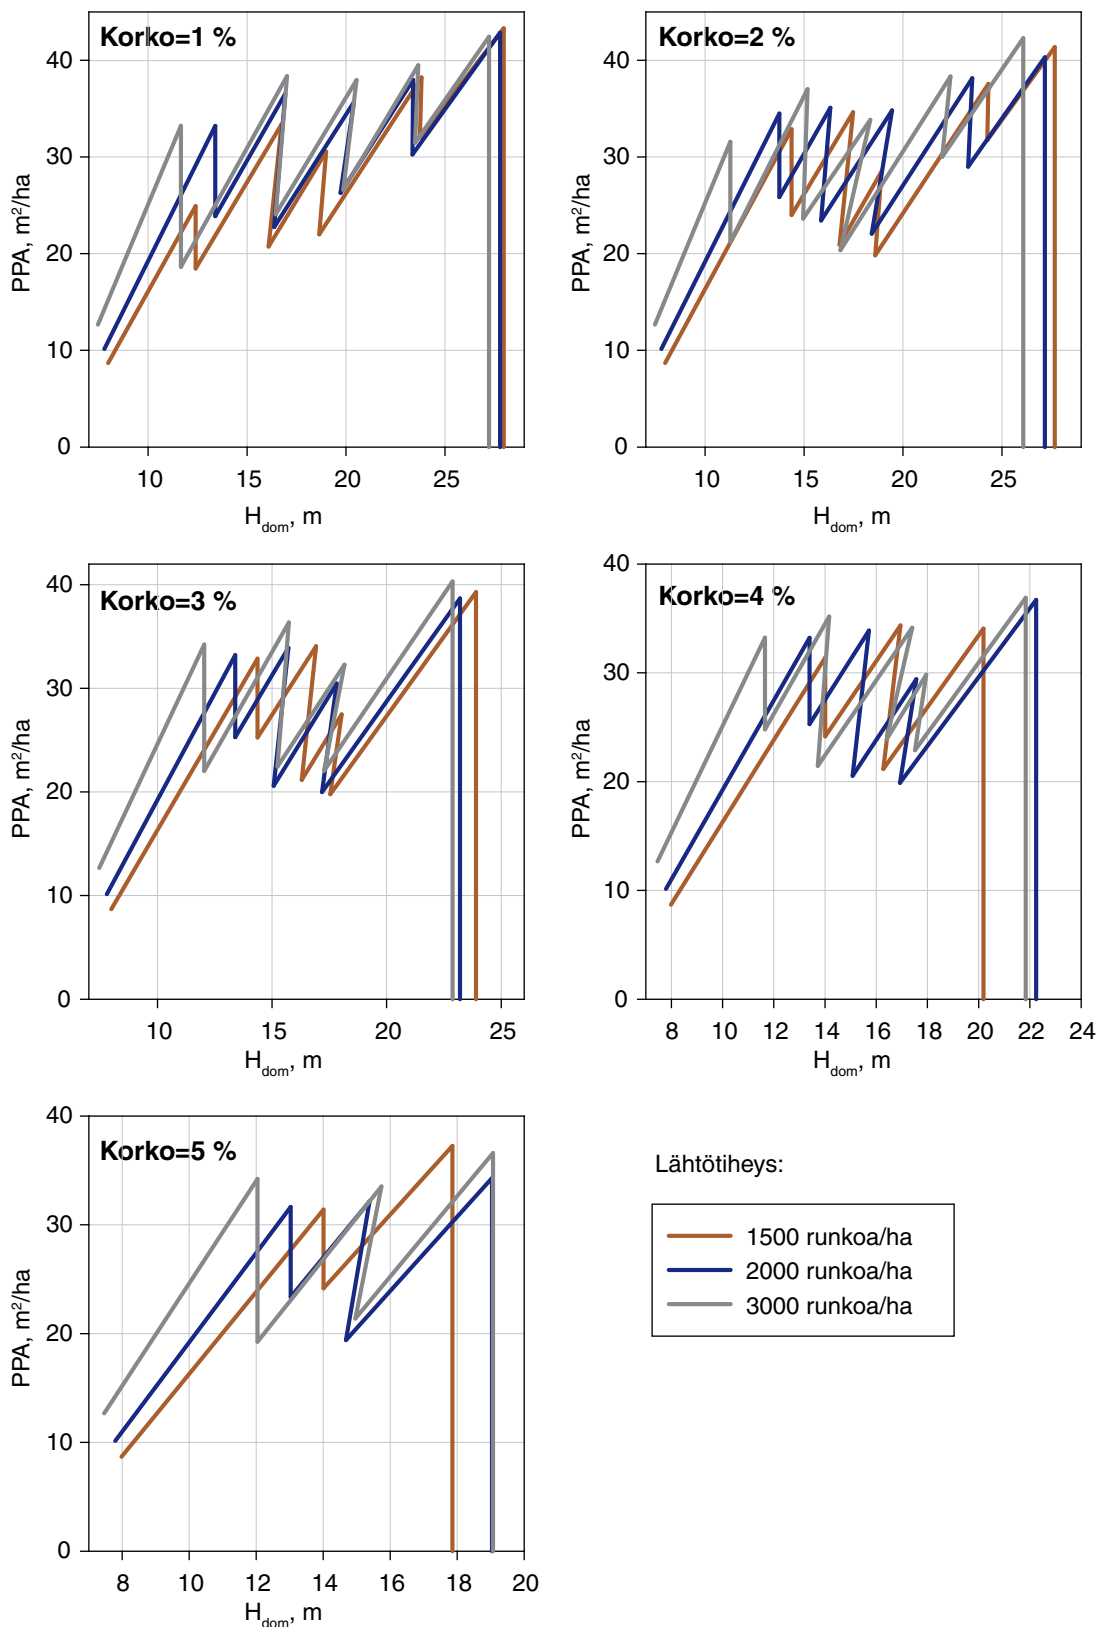 Korko=1 %
40
30
20
10
0
PPA, m²/ha
10 15 20 25
H_dom, m
Korko=2 %
40
30
20
10
0
PPA, m²/ha
10 15 20 25
H_dom, m
Korko=3 %
40
30
20
10
0
PPA, m²/ha
10 15 20 25
H_dom, m
Korko=4 %
40
30
20
10
0
PPA, m²/ha
8 10 12 14 16 18 20 22 24
H_dom, m
Korko=5 %
40
30
20
10
0
PPA, m²/ha
8 10 12 14 16 18 20
H_dom, m
Lähtötiheys:
1500 runkoa/ha
2000 runkoa/ha
3000 runkoa/ha